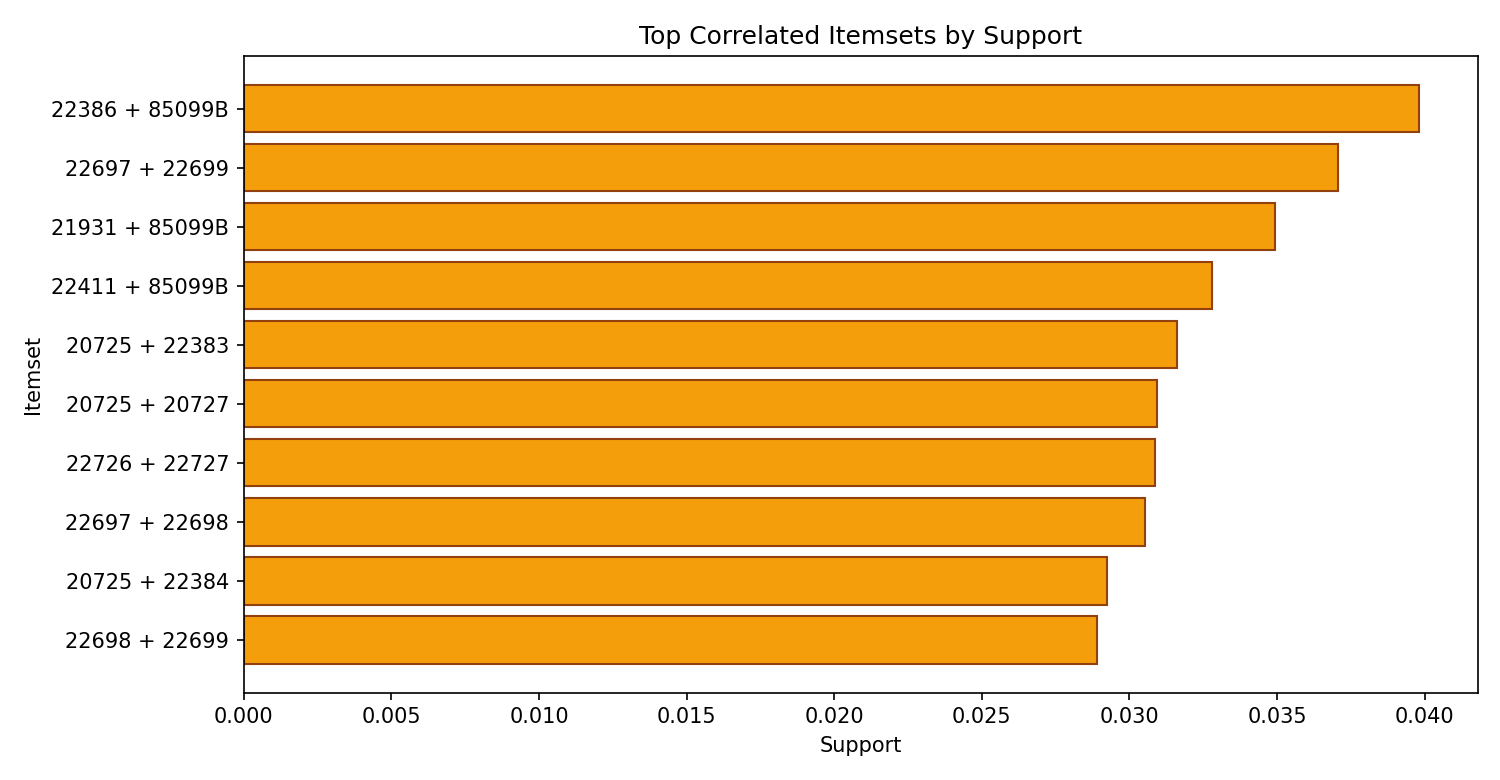 Top Correlated Itemsets by Support
22386 + 85099B
22697 + 22699
21931 + 85099B
22411 + 85099B
20725 + 22383
20725 + 20727
22726 + 22727
22697 + 22698
20725 + 22384
22698 + 22699
Itemset
0.000 0.005 0.010 0.015 0.020 0.025 0.030 0.035 0.040
Support